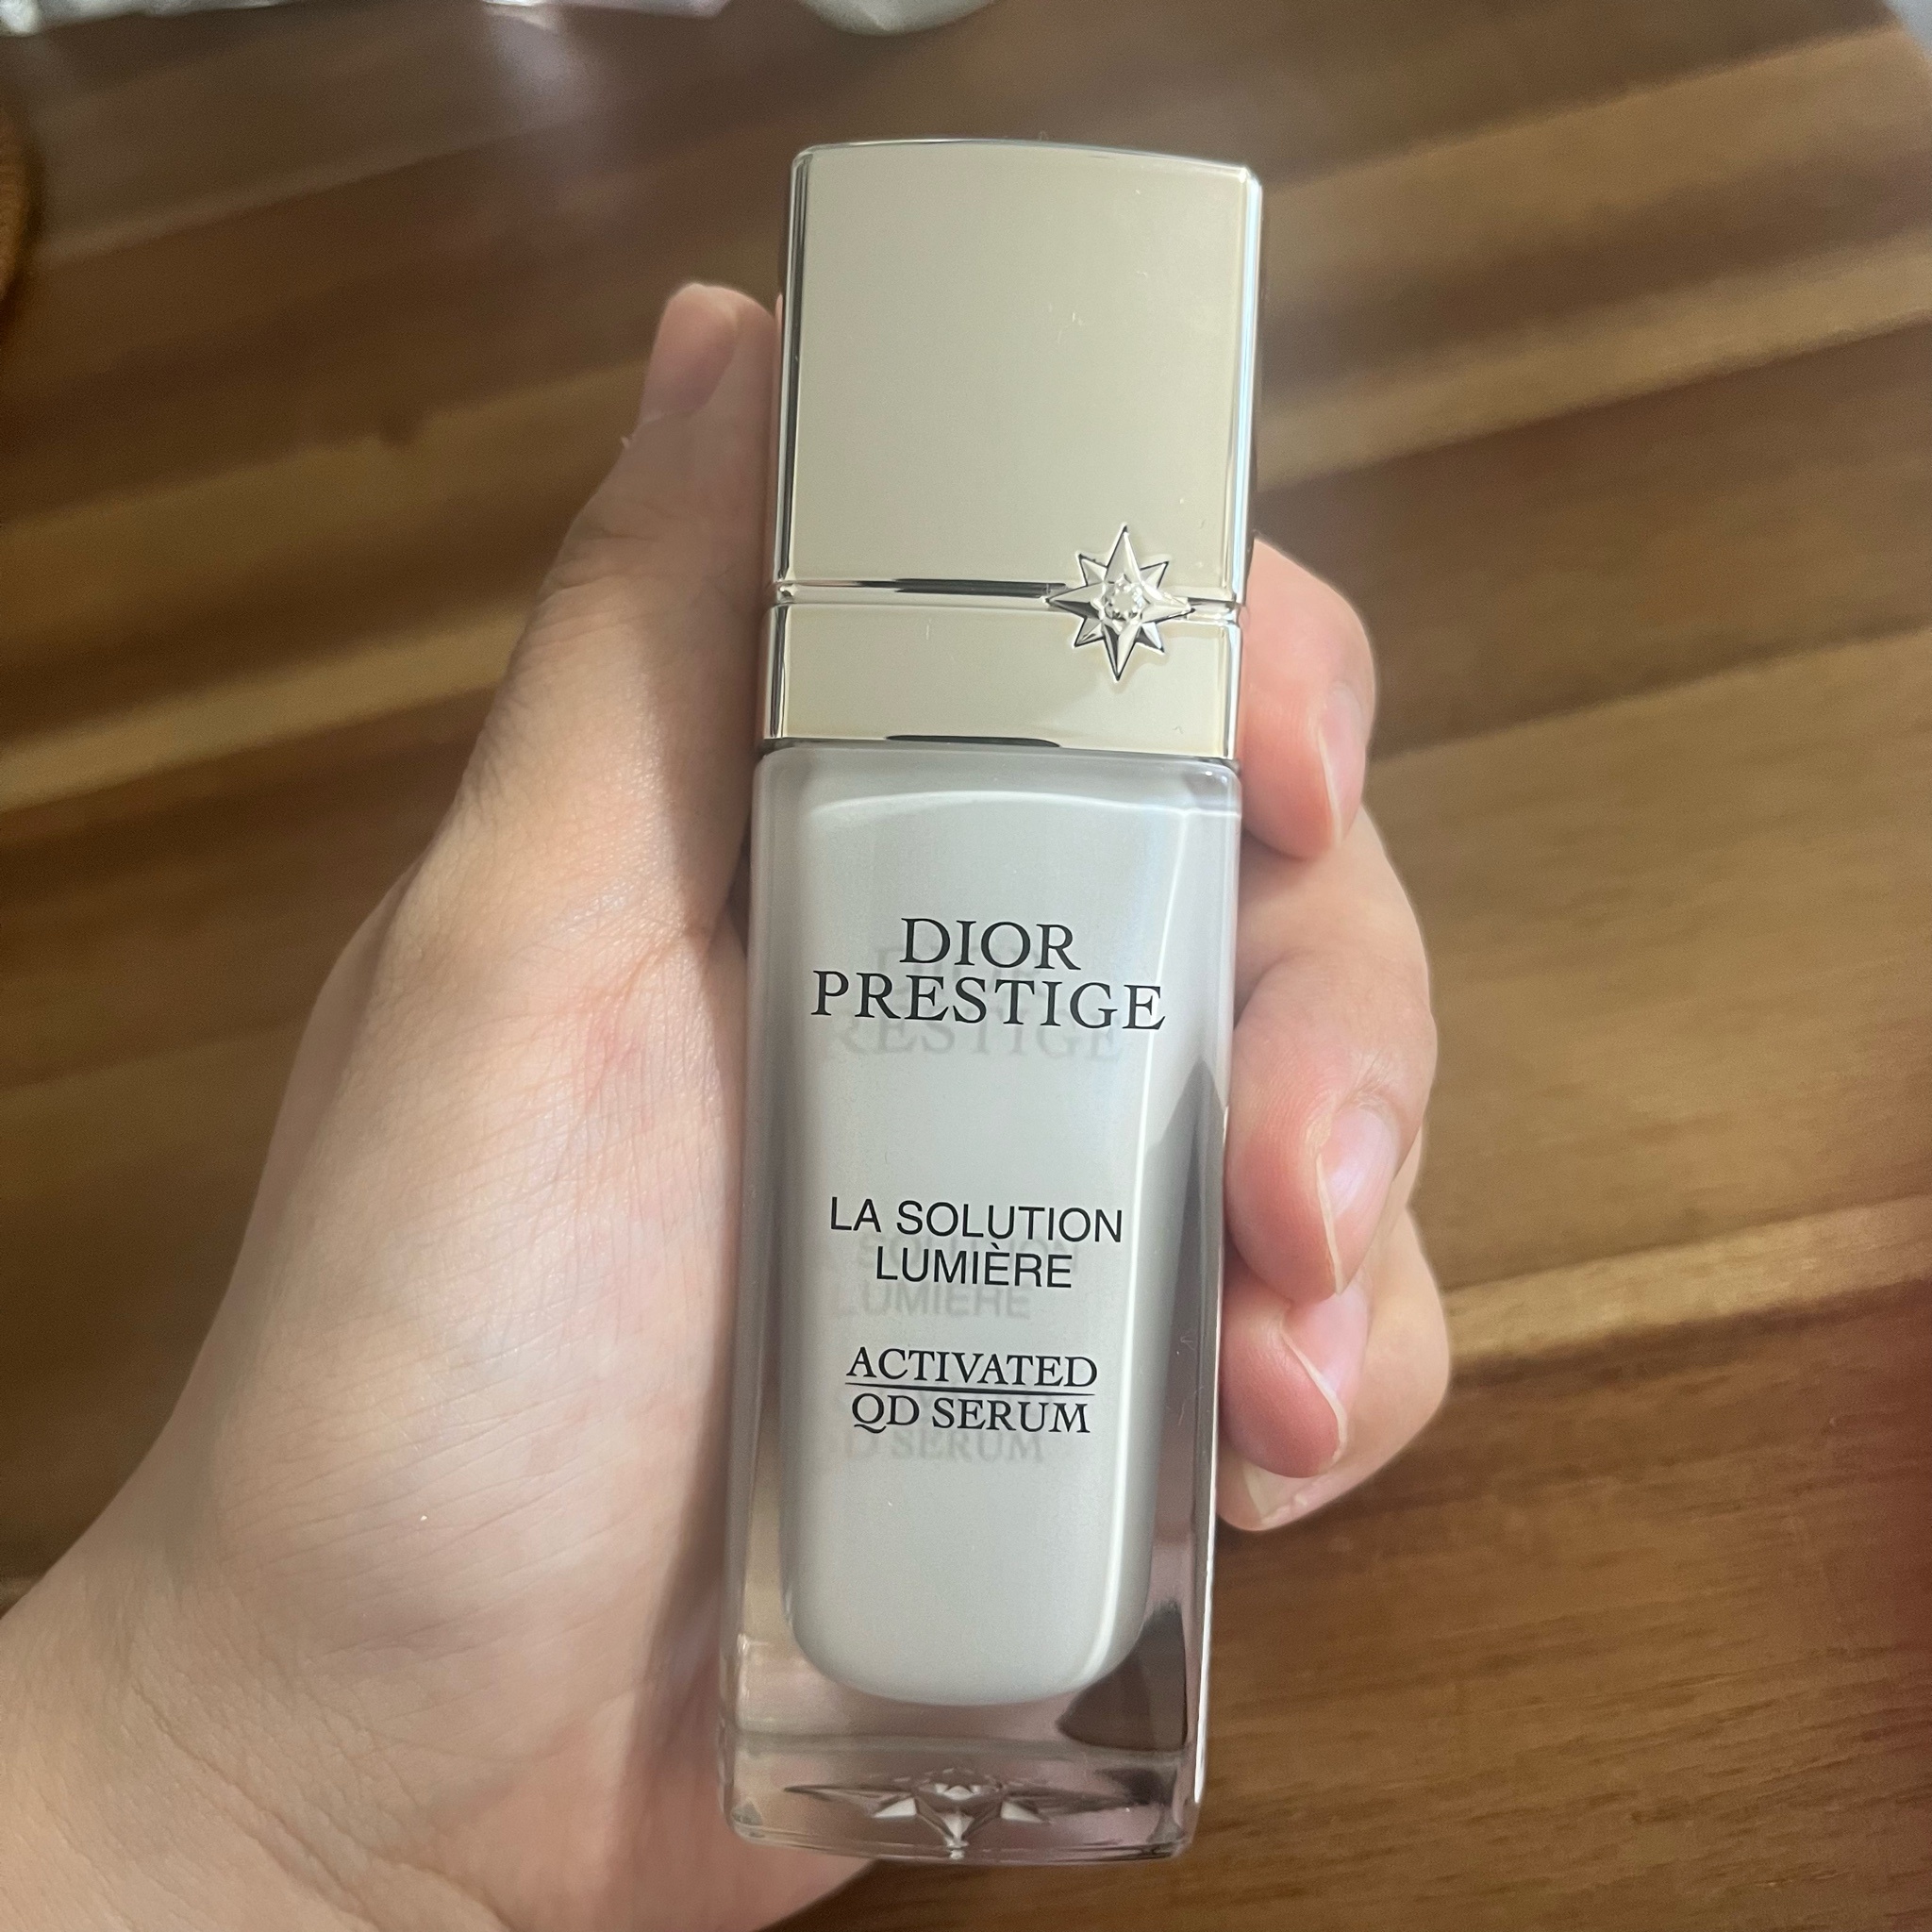 DIOR
PRESTIGE
LA SOLUTION
LUMIÈRE
ACTIVATED
QD SERUM